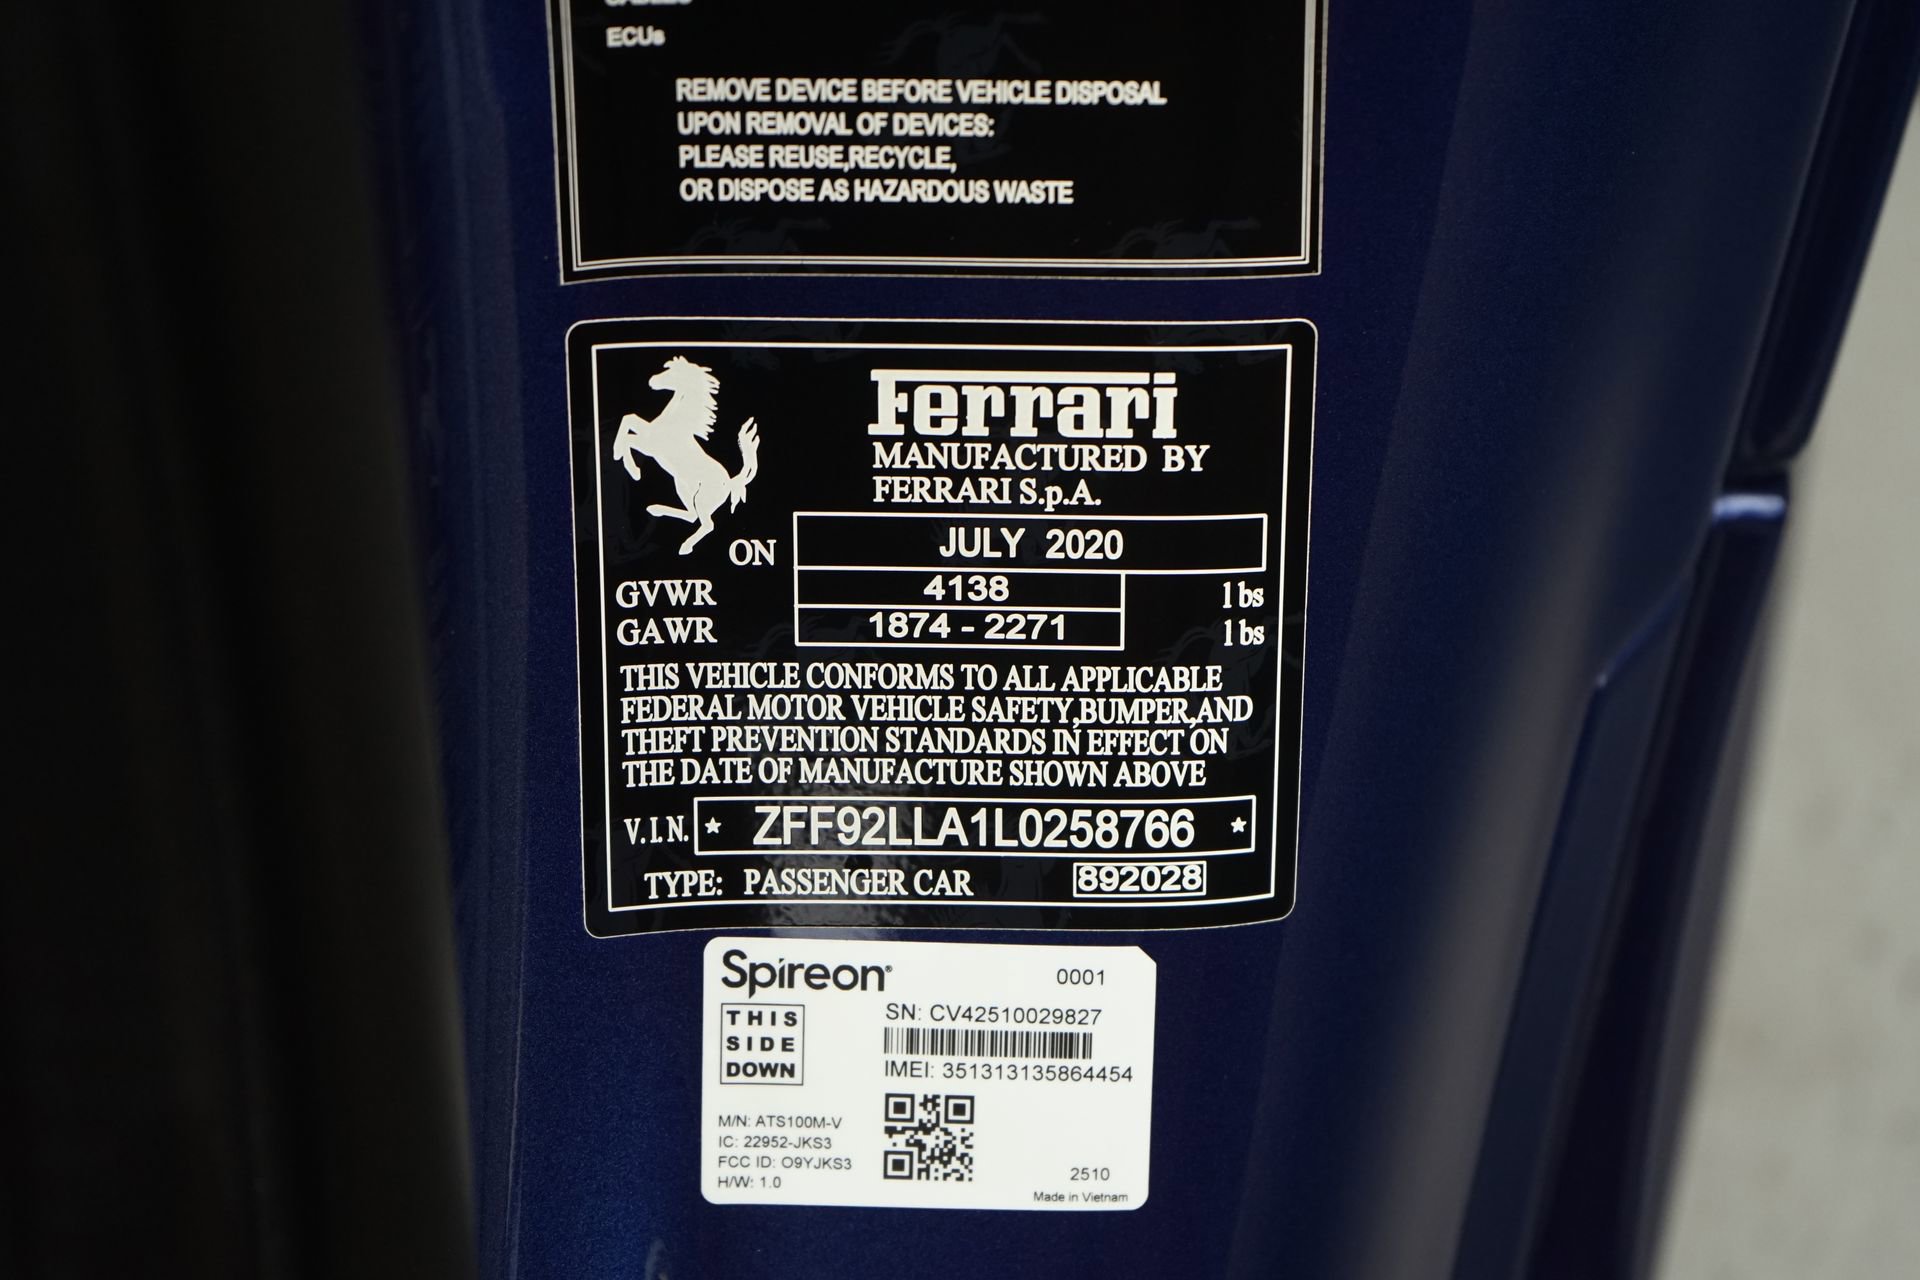 ECUs
REMOVE DEVICE BEFORE VEHICLE DISPOSAL
UPON REMOVAL OF DEVICES:
PLEASE REUSE,RECYCLE,
OR DISPOSE AS HAZARDOUS WASTE
Ferrari
MANUFACTURED BY
FERRARI S.p.A.
ON JULY 2020
GVWR 4138 lbs
GAWR 1874 - 2271 lbs
THIS VEHICLE CONFORMS TO ALL APPLICABLE
FEDERAL MOTOR VEHICLE SAFETY,BUMPER,AND
THEFT PREVENTION STANDARDS IN EFFECT ON
THE DATE OF MANUFACTURE SHOWN ABOVE
V.I.N. * ZFF92LLA1L0258766 *
TYPE: PASSENGER CAR 892028
Spireon® 0001
THIS
SIDE
DOWN
SN: CV42510029827
IMEI: 351313135864454
M/N: ATS100M-V
IC: 22952-JKS3
FCC ID: O9YJKS3
H/W: 1.0
2510
Made in Vietnam